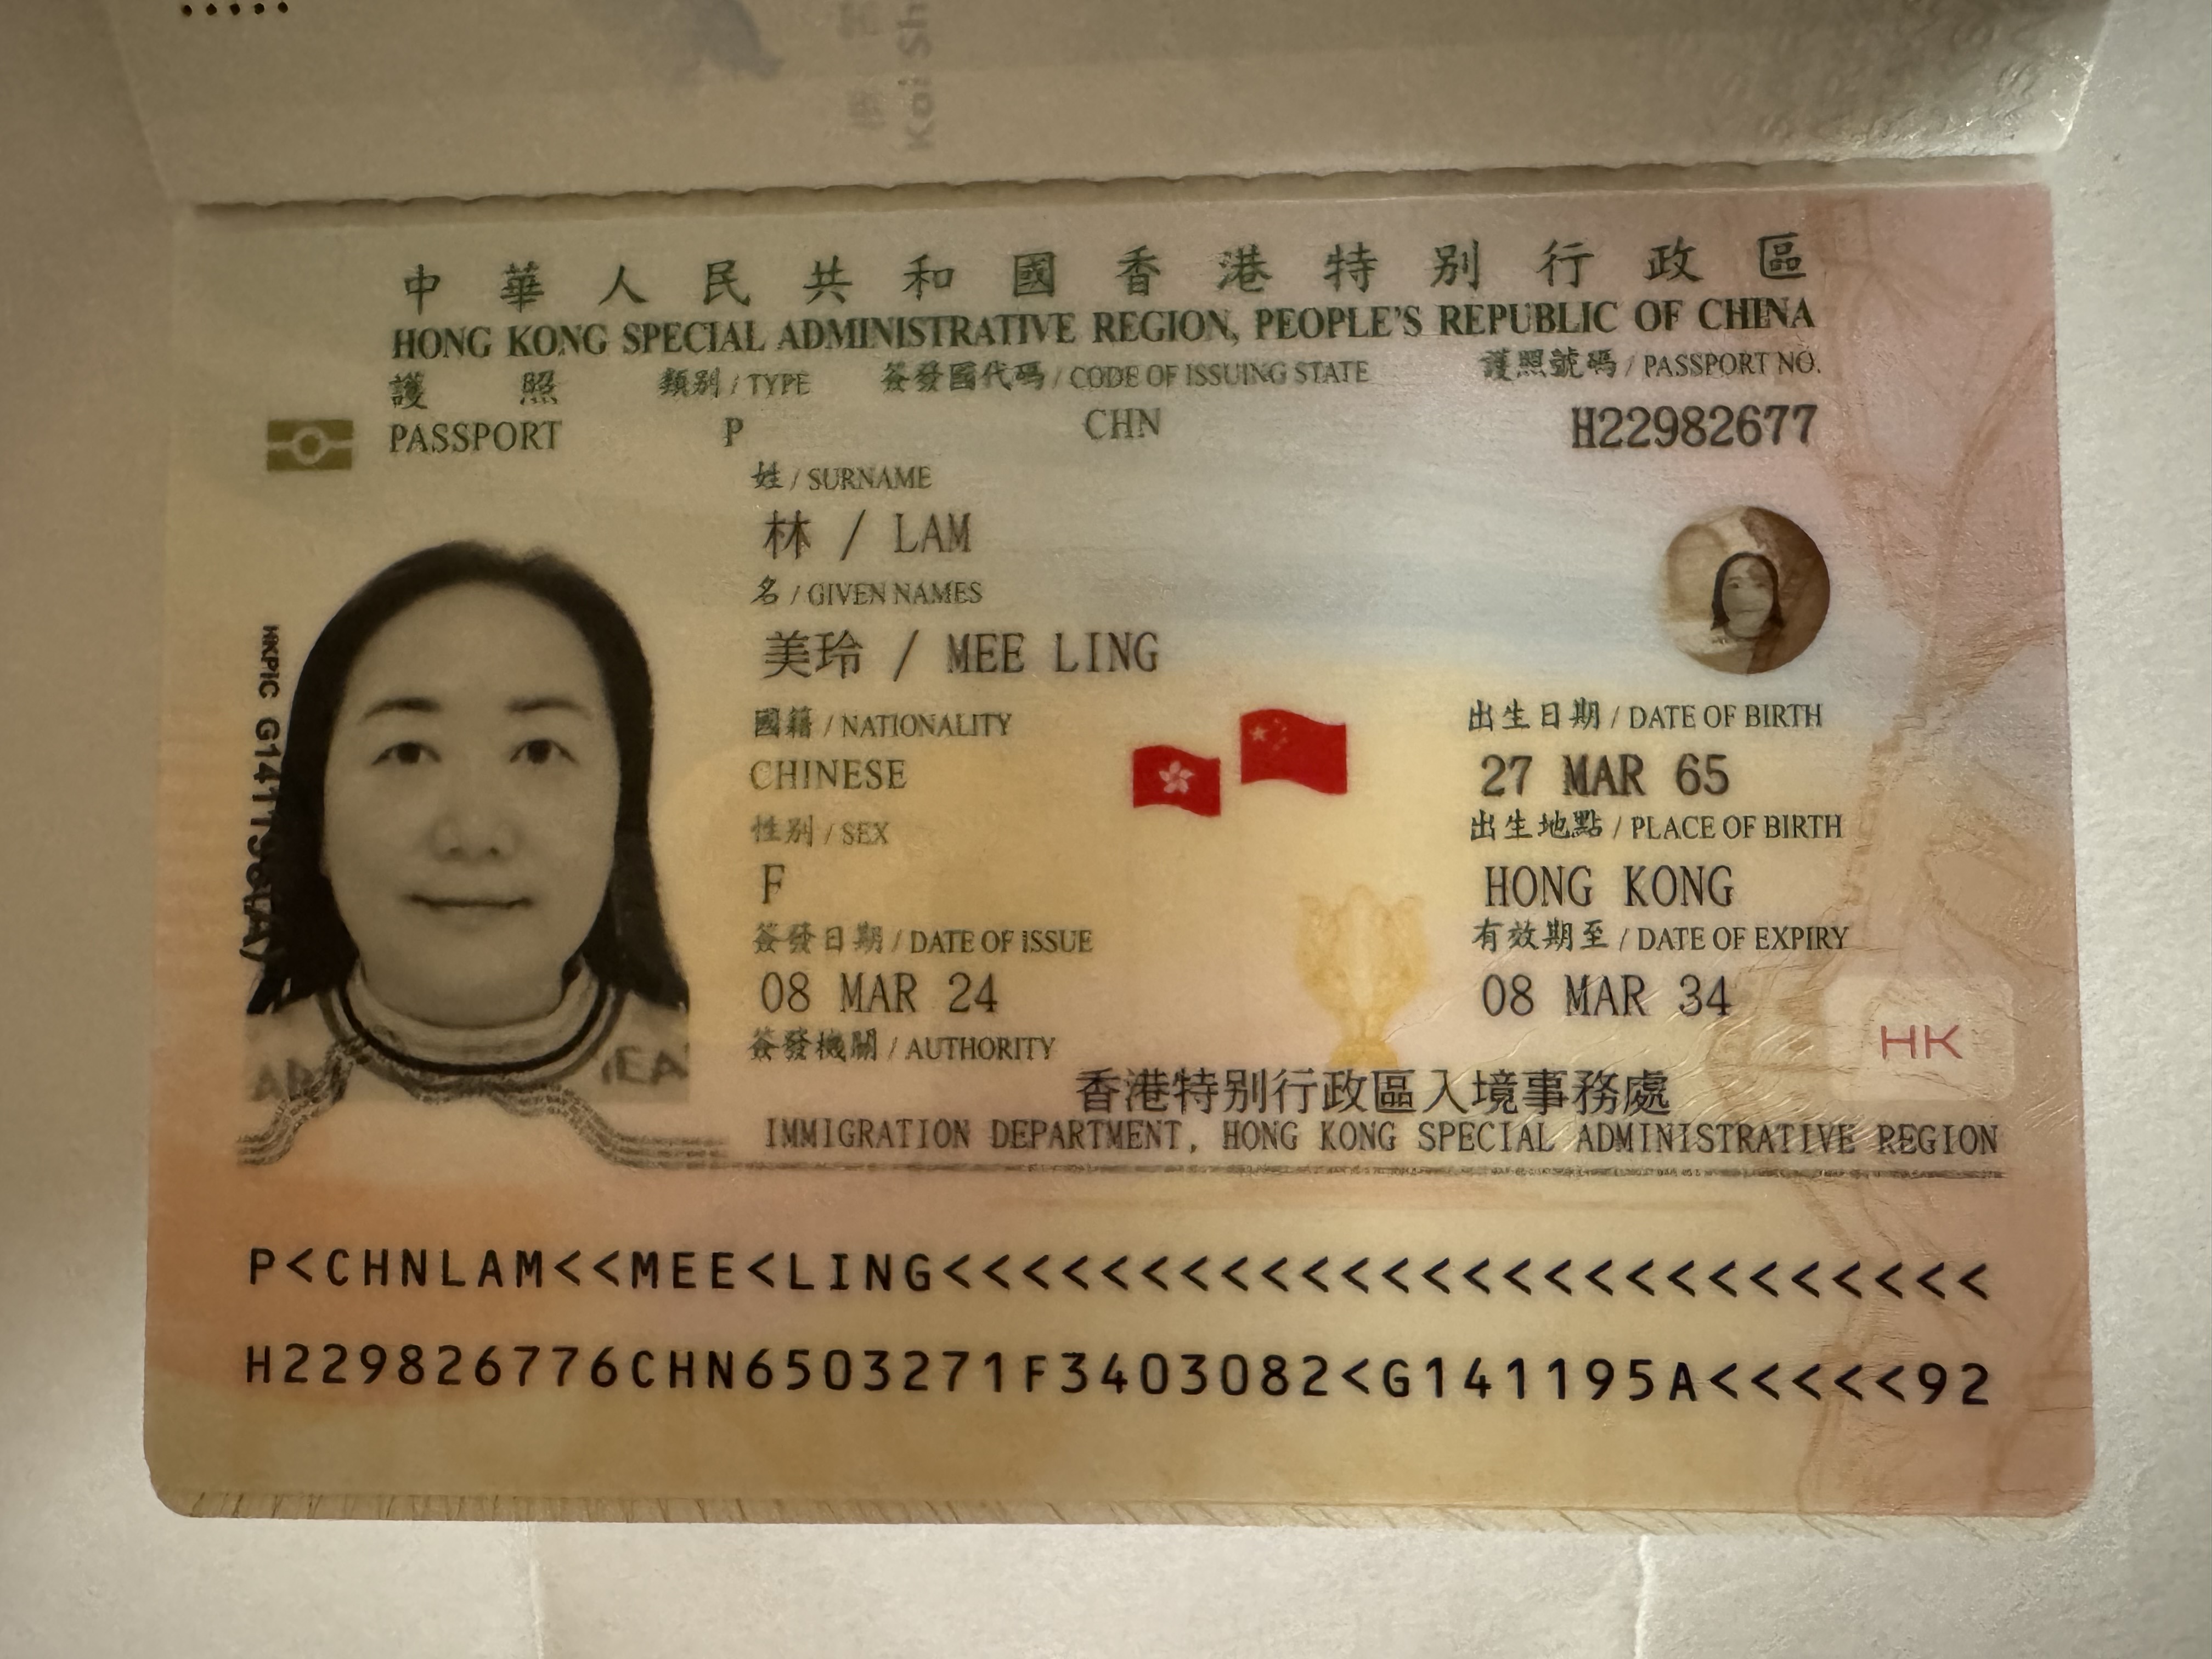 中華人民共和國香港特別行政區
HONG KONG SPECIAL ADMINISTRATIVE REGION, PEOPLE'S REPUBLIC OF CHINA
護照 類別 / TYPE 簽發國代碼 / CODE OF ISSUING STATE 護照號碼 / PASSPORT NO.
PASSPORT P CHN H22982677
姓 / SURNAME
林 / LAM
名 / GIVEN NAMES
美玲 / MEE LING
國籍 / NATIONALITY 出生日期 / DATE OF BIRTH
CHINESE 27 MAR 65
性別 / SEX 出生地點 / PLACE OF BIRTH
F HONG KONG
簽發日期 / DATE OF ISSUE 有效期至 / DATE OF EXPIRY
08 MAR 24 08 MAR 34
HK
簽發機關 / AUTHORITY
香港特別行政區入境事務處
IMMIGRATION DEPARTMENT, HONG KONG SPECIAL ADMINISTRATIVE REGION
HKPIC
P<CHNLAM<<MEE<LING<<<<<<<<<<<<<<<<<<<<<<<<<<<
H229826776CHN6503271F3403082<G141195A<<<<<92